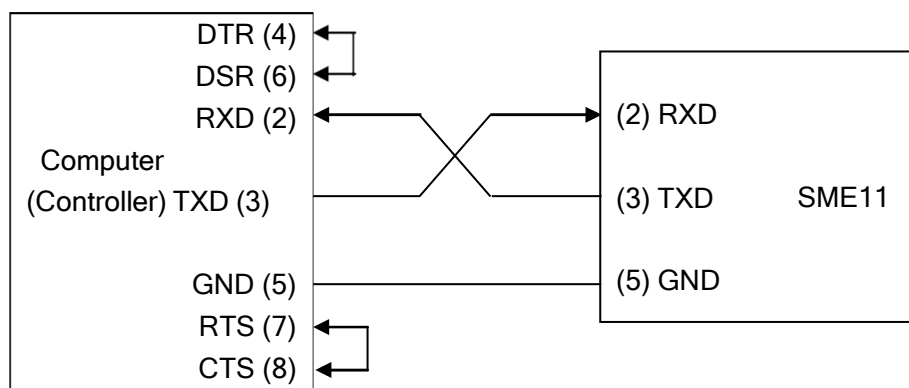 DTR (4)
DSR (6)
RXD (2)
Computer
(Controller) TXD (3)
GND (5)
RTS (7)
CTS (8)
(2) RXD
(3) TXD
SME11
(5) GND